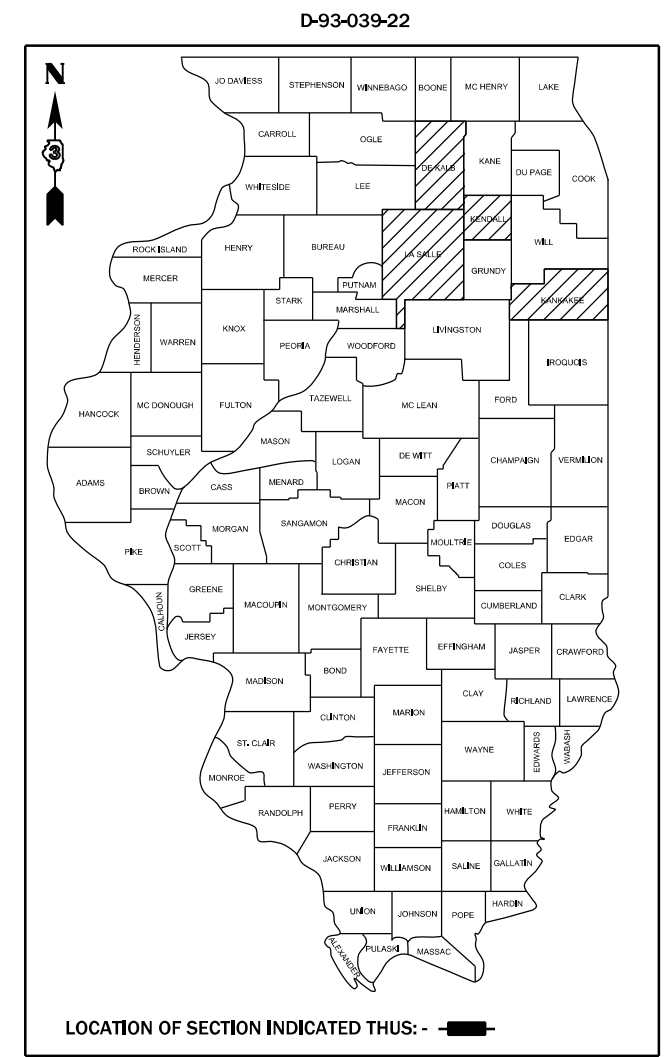 D-93-039-22
N
3
JO DAVIESS STEPHENSON WINNEBAGO BOONE MC HENRY LAKE
CARROLL OGLE DE KALB KANE DU PAGE COOK
WHITESIDE LEE KENDALL WILL
ROCK ISLAND HENRY BUREAU LA SALLE GRUNDY
MERCER PUTNAM KANKAKEE
HENDERSON WARREN KNOX STARK MARSHALL LIVINGSTON
PEORIA WOODFORD IROQUOIS
HANCOCK MC DONOUGH FULTON TAZEWELL MC LEAN FORD
SCHUYLER MASON LOGAN DE WITT CHAMPAIGN VERMILION
ADAMS BROWN CASS MENARD MACON PIATT
PIKE SCOTT MORGAN SANGAMON MOULTRIE DOUGLAS EDGAR
CHRISTIAN COLES
CALHOUN GREENE MACOUPIN MONTGOMERY SHELBY CUMBERLAND CLARK
JERSEY FAYETTE EFFINGHAM JASPER CRAWFORD
MADISON BOND CLAY RICHLAND LAWRENCE
CLINTON MARION
ST. CLAIR WASHINGTON JEFFERSON WAYNE EDWARDS WABASH
MONROE
RANDOLPH PERRY FRANKLIN HAMILTON WHITE
JACKSON WILLIAMSON SALINE GALLATIN
UNION JOHNSON POPE HARDIN
ALEXANDER PULASKI MASSAC
LOCATION OF SECTION INDICATED THUS: -